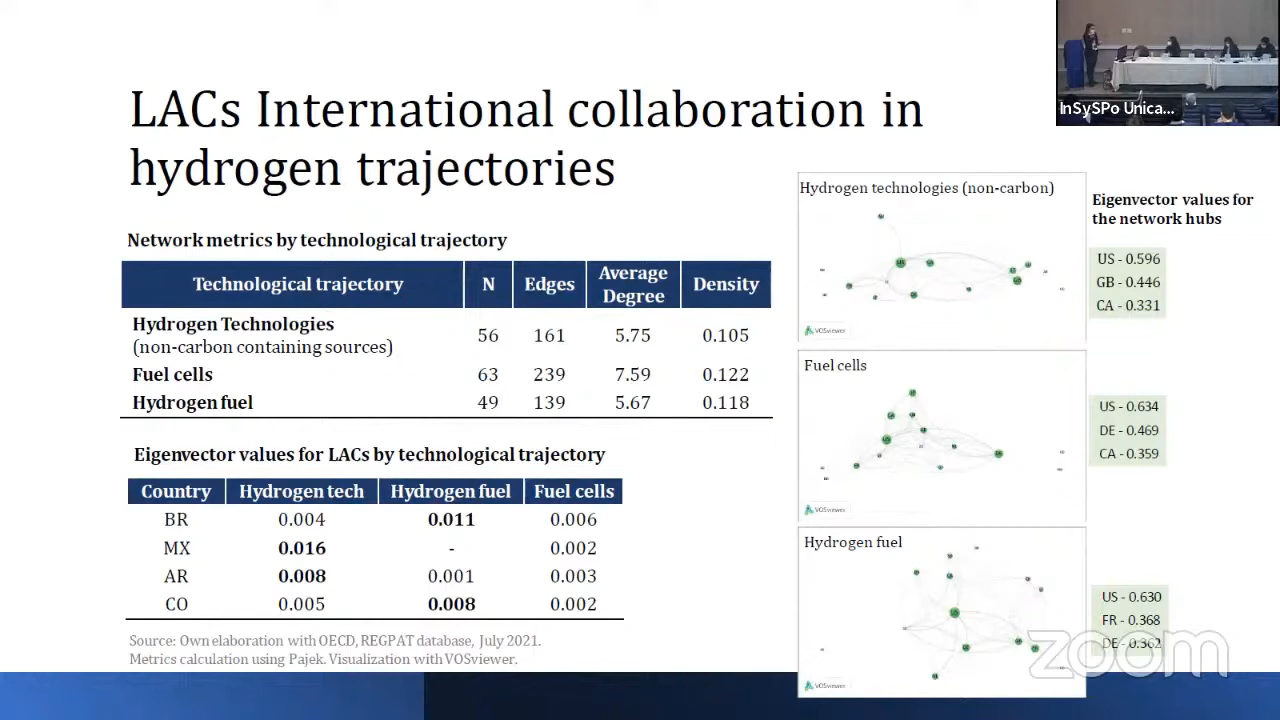 InSySPo Unica...
LACs International collaboration in
hydrogen trajectories
Network metrics by technological trajectory
Technological trajectory N Edges Average Degree Density
Hydrogen Technologies
(non-carbon containing sources) 56 161 5.75 0.105
Fuel cells 63 239 7.59 0.122
Hydrogen fuel 49 139 5.67 0.118
Eigenvector values for LACs by technological trajectory
Country Hydrogen tech Hydrogen fuel Fuel cells
BR 0.004 0.011 0.006
MX 0.016 - 0.002
AR 0.008 0.001 0.003
CO 0.005 0.008 0.002
Source: Own elaboration with OECD, REGPAT database, July 2021.
Metrics calculation using Pajek. Visualization with VOSviewer.
Hydrogen technologies (non-carbon)
VOSviewer
Eigenvector values for
the network hubs
US - 0.596
GB - 0.446
CA - 0.331
Fuel cells
VOSviewer
US - 0.634
DE - 0.469
CA - 0.359
Hydrogen fuel
VOSviewer
US - 0.630
FR - 0.368
DE - 0.362
zoom